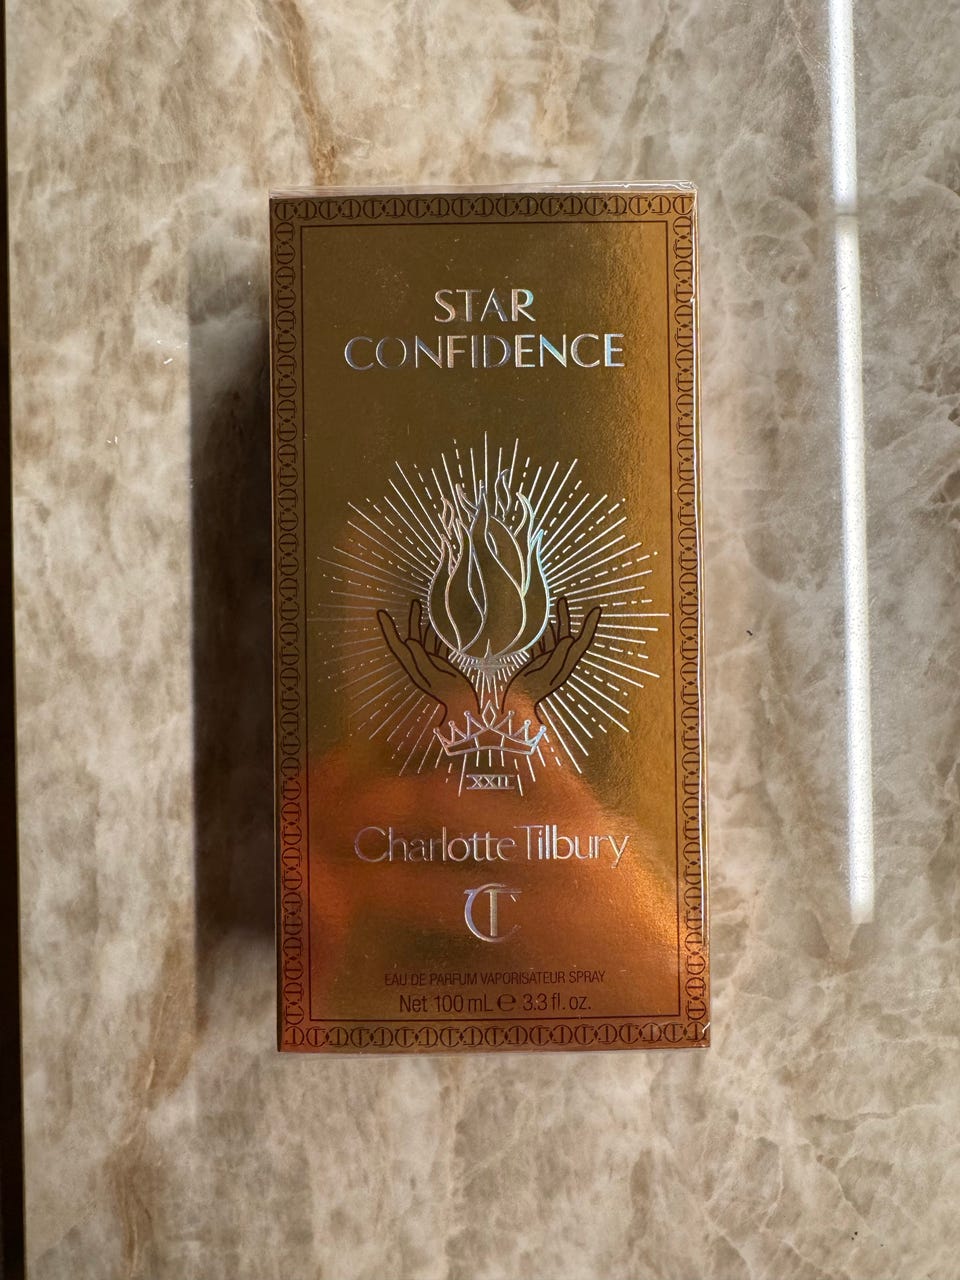 STAR
CONFIDENCE
XXII
Charlotte Tilbury
CT
EAU DE PARFUM VAPORISATEUR SPRAY
Net 100 mL ℮ 3.3 fl. oz.